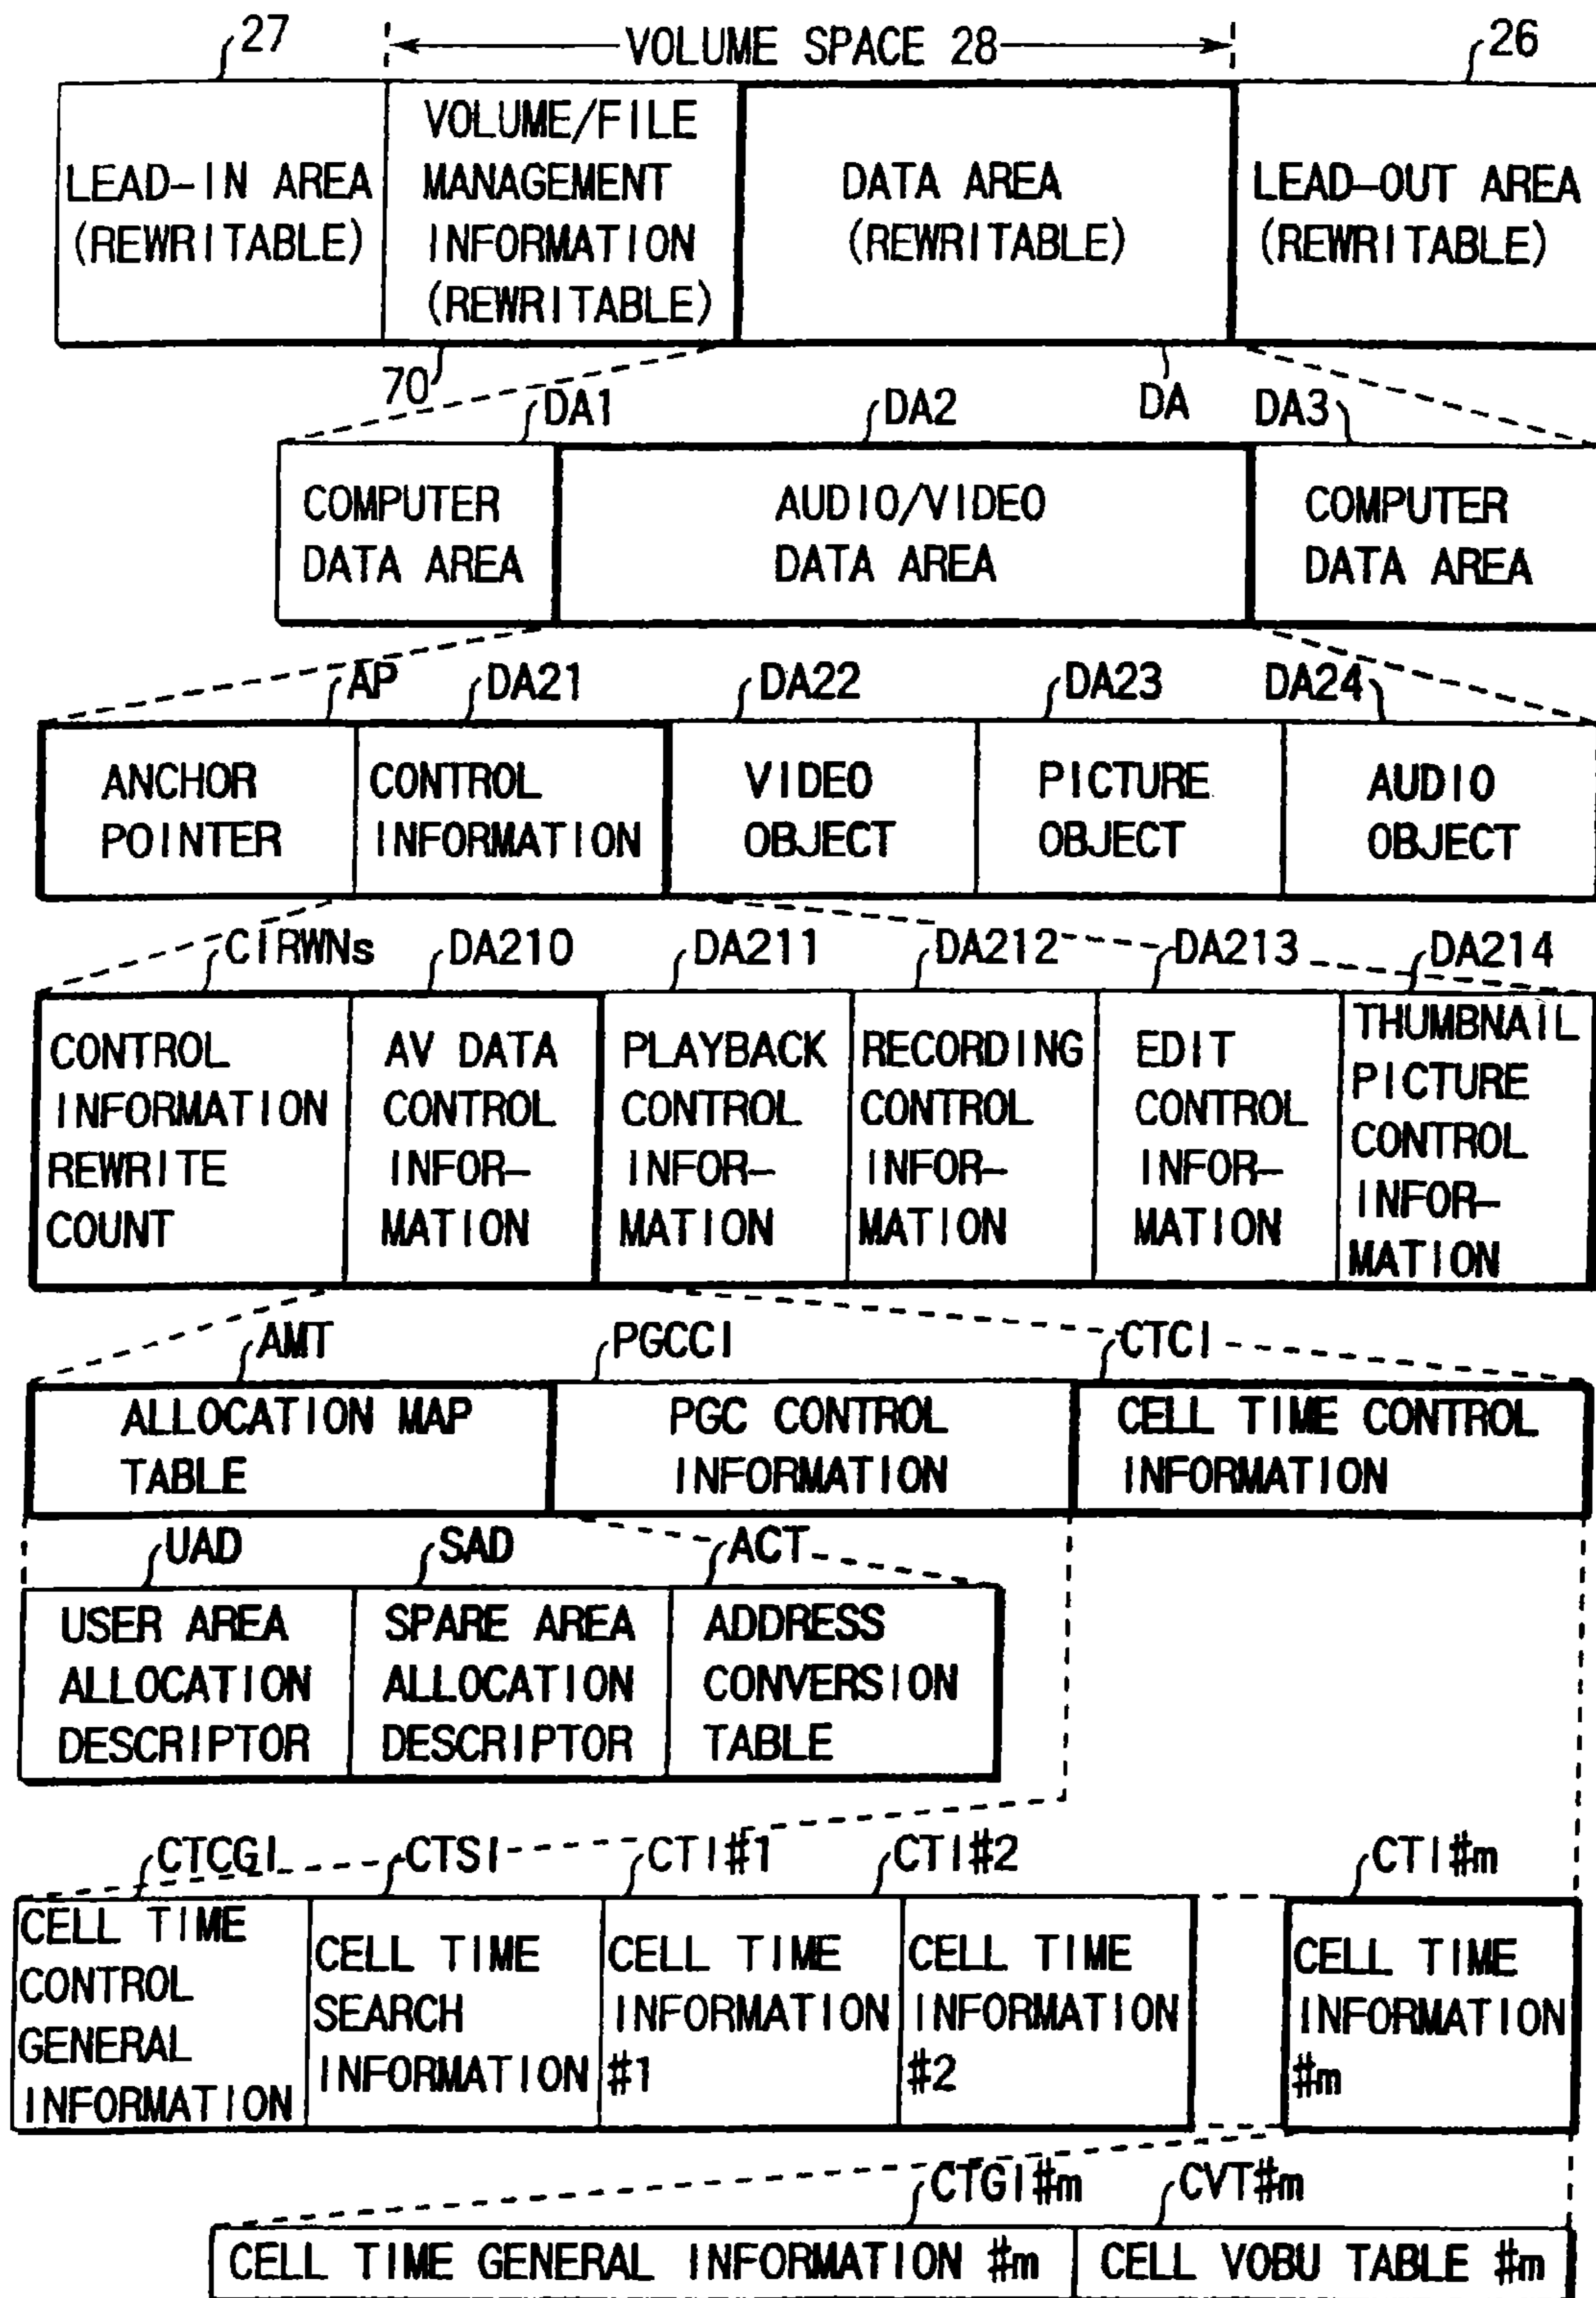 27
VOLUME SPACE 28
26
LEAD-IN AREA
(REWRITABLE)
VOLUME/FILE
MANAGEMENT
INFORMATION
(REWRITABLE)
DATA AREA
(REWRITABLE)
LEAD-OUT AREA
(REWRITABLE)
70
DA1
DA2
DA
DA3
COMPUTER
DATA AREA
AUDIO/VIDEO
DATA AREA
COMPUTER
DATA AREA
AP
DA21
DA22
DA23
DA24
ANCHOR
POINTER
CONTROL
INFORMATION
VIDEO
OBJECT
PICTURE
OBJECT
AUDIO
OBJECT
CIRWNs
DA210
DA211
DA212
DA213
DA214
CONTROL
INFORMATION
REWRITE
COUNT
AV DATA
CONTROL
INFOR-
MATION
PLAYBACK
CONTROL
INFOR-
MATION
RECORDING
CONTROL
INFOR-
MATION
EDIT
CONTROL
INFOR-
MATION
THUMBNAIL
PICTURE
CONTROL
INFOR-
MATION
AMT
PGCCI
CTCI
ALLOCATION MAP
TABLE
PGC CONTROL
INFORMATION
CELL TIME CONTROL
INFORMATION
UAD
SAD
ACT
USER AREA
ALLOCATION
DESCRIPTOR
SPARE AREA
ALLOCATION
DESCRIPTOR
ADDRESS
CONVERSION
TABLE
CTCGI
CTSI
CTI#1
CTI#2
CTI#m
CELL TIME
CONTROL
GENERAL
INFORMATION
CELL TIME
SEARCH
INFORMATION
CELL TIME
INFORMATION
#1
CELL TIME
INFORMATION
#2
CELL TIME
INFORMATION
#m
CTGI#m
CVT#m
CELL TIME GENERAL INFORMATION #m
CELL VOBU TABLE #m